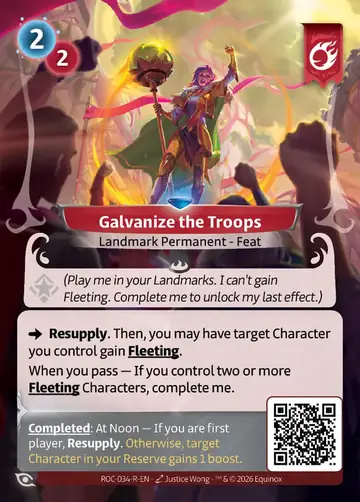 2
2
Galvanize the Troops
Landmark Permanent - Feat
(Play me in your Landmarks. I can't gain
Fleeting. Complete me to unlock my last effect.)
Resupply. Then, you may have target Character
you control gain Fleeting.
When you pass — If you control two or more
Fleeting Characters, complete me.
Completed: At Noon — If you are first
player, Resupply. Otherwise, target
Character in your Reserve gains 1 boost.
ROC-034-R-EN - Justice Wong - ™ & © 2026 Equinox